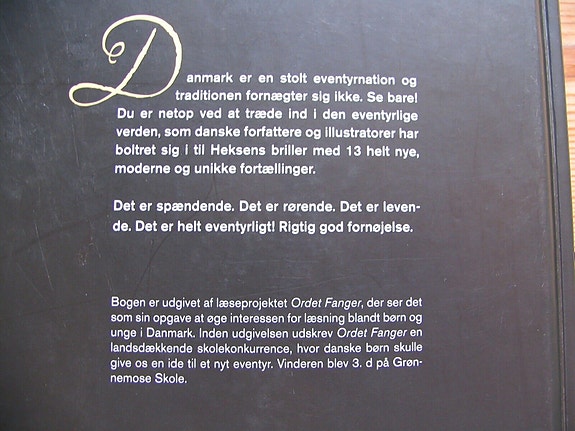 Danmark er en stolt eventyrnation og
traditionen fornægter sig ikke. Se bare!
Du er netop ved at træde ind i den eventyrlige
verden, som danske forfattere og illustratorer har
boltret sig i til Heksens briller med 13 helt nye,
moderne og unikke fortællinger.
Det er spændende. Det er rørende. Det er leven-
de. Det er helt eventyrligt! Rigtig god fornøjelse.
Bogen er udgivet af læseprojektet Ordet Fanger, der ser det
som sin opgave at øge interessen for læsning blandt børn og
unge i Danmark. Inden udgivelsen udskrev Ordet Fanger en
landsdækkende skolekonkurrence, hvor danske børn skulle
give os en ide til et nyt eventyr. Vinderen blev 3. d på Grøn-
nemose Skole.